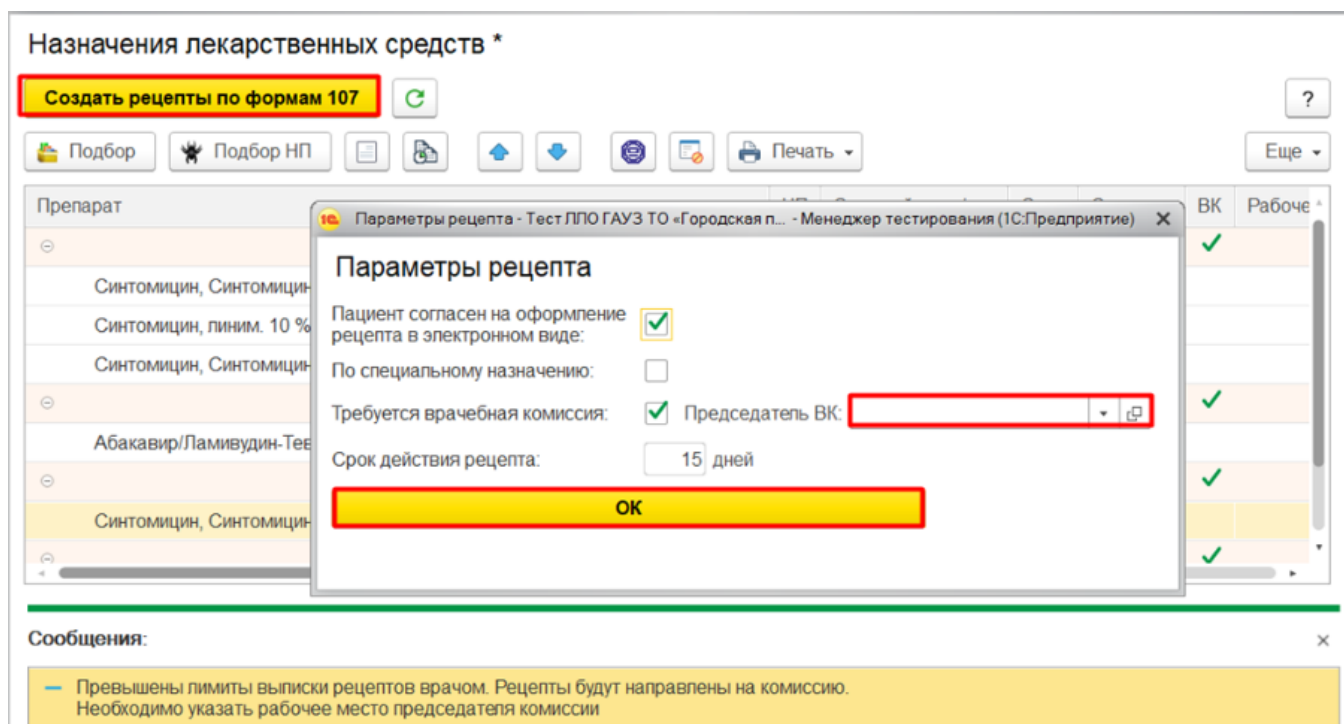 Назначения лекарственных средств *
Создать рецепты по формам 107
?
Подбор
Подбор НП
Печать
Еще
Препарат
ВК
Рабоче
Параметры рецепта - Тест ЛЛО ГАУЗ ТО «Городская п... - Менеджер тестирования (1С:Предприятие)
Параметры рецепта
Синтомицин, Синтомицин
Пациент согласен на оформление
рецепта в электронном виде:
Синтомицин, линим. 10 %
Синтомицин, Синтомицин
По специальному назначению:
Требуется врачебная комиссия:
Председатель ВК:
Абакавир/Ламивудин-Тев
Срок действия рецепта:
15 дней
ОК
Синтомицин, Синтомицин
Сообщения:
Превышены лимиты выписки рецептов врачом. Рецепты будут направлены на комиссию.
Необходимо указать рабочее место председателя комиссии